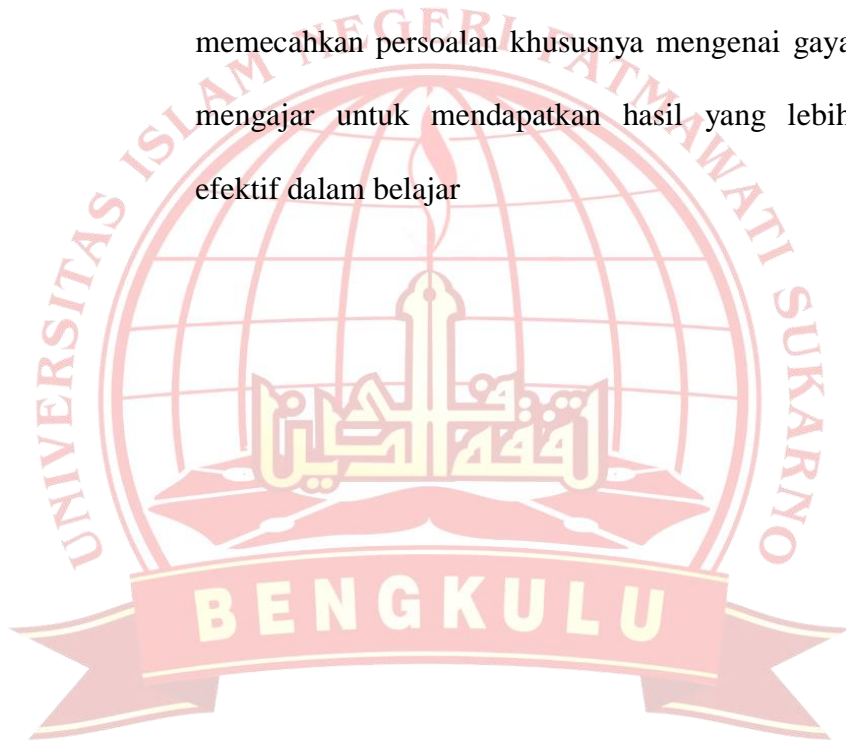 memecahkan persoalan khususnya mengenai gaya
mengajar untuk mendapatkan hasil yang lebih
efektif dalam belajar
UNIVERSITAS ISLAM NEGERI FATMAWATI SUKARNO
BENGKULU